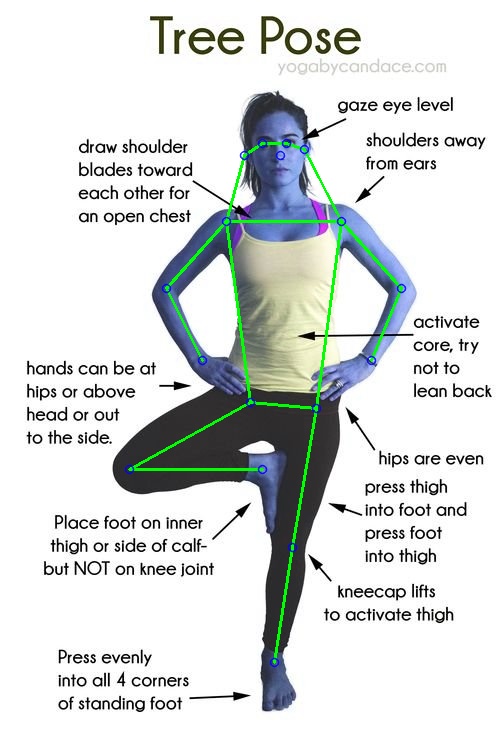 Tree Pose
yogabycandace.com
gaze eye level
shoulders away
from ears
draw shoulder
blades toward
each other for
an open chest
activate
core, try
not to
lean back
hands can be at
hips or above
head or out
to the side.
hips are even
press thigh
into foot and
press foot
into thigh
Place foot on inner
thigh or side of calf-
but NOT on knee joint
kneecap lifts
to activate thigh
Press evenly
into all 4 corners
of standing foot